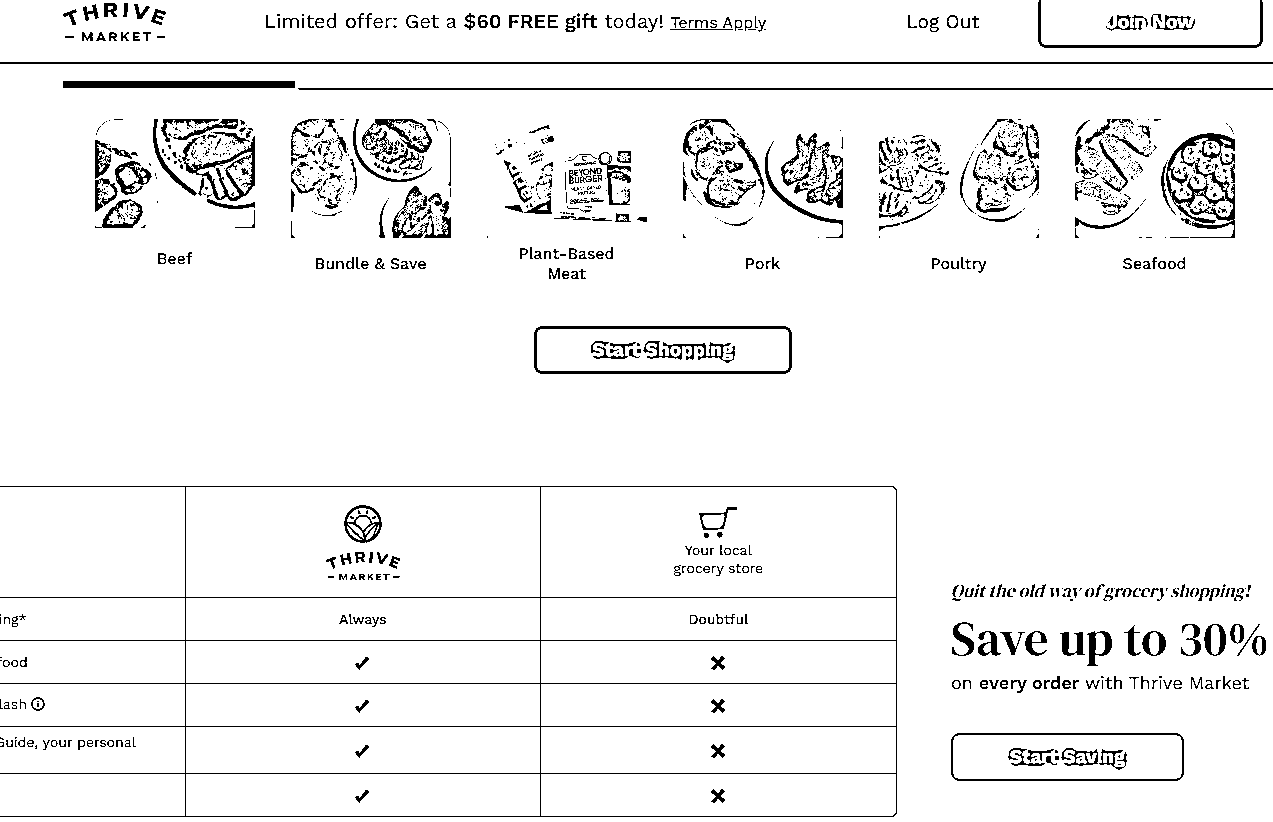 THRIVE
MARKET
Limited offer: Get a $60 FREE gift today! Terms Apply
Log Out
Join Now
BEYOND
BURGER
Beef
Bundle & Save
Plant-Based
Meat
Pork
Poultry
Seafood
Start Shopping
THRIVE
MARKET
Your local
grocery store
ing*
Always
Doubtful
food
lash
Guide, your personal
Quit the old way of grocery shopping!
Save up to 30%
on every order with Thrive Market
Start Saving